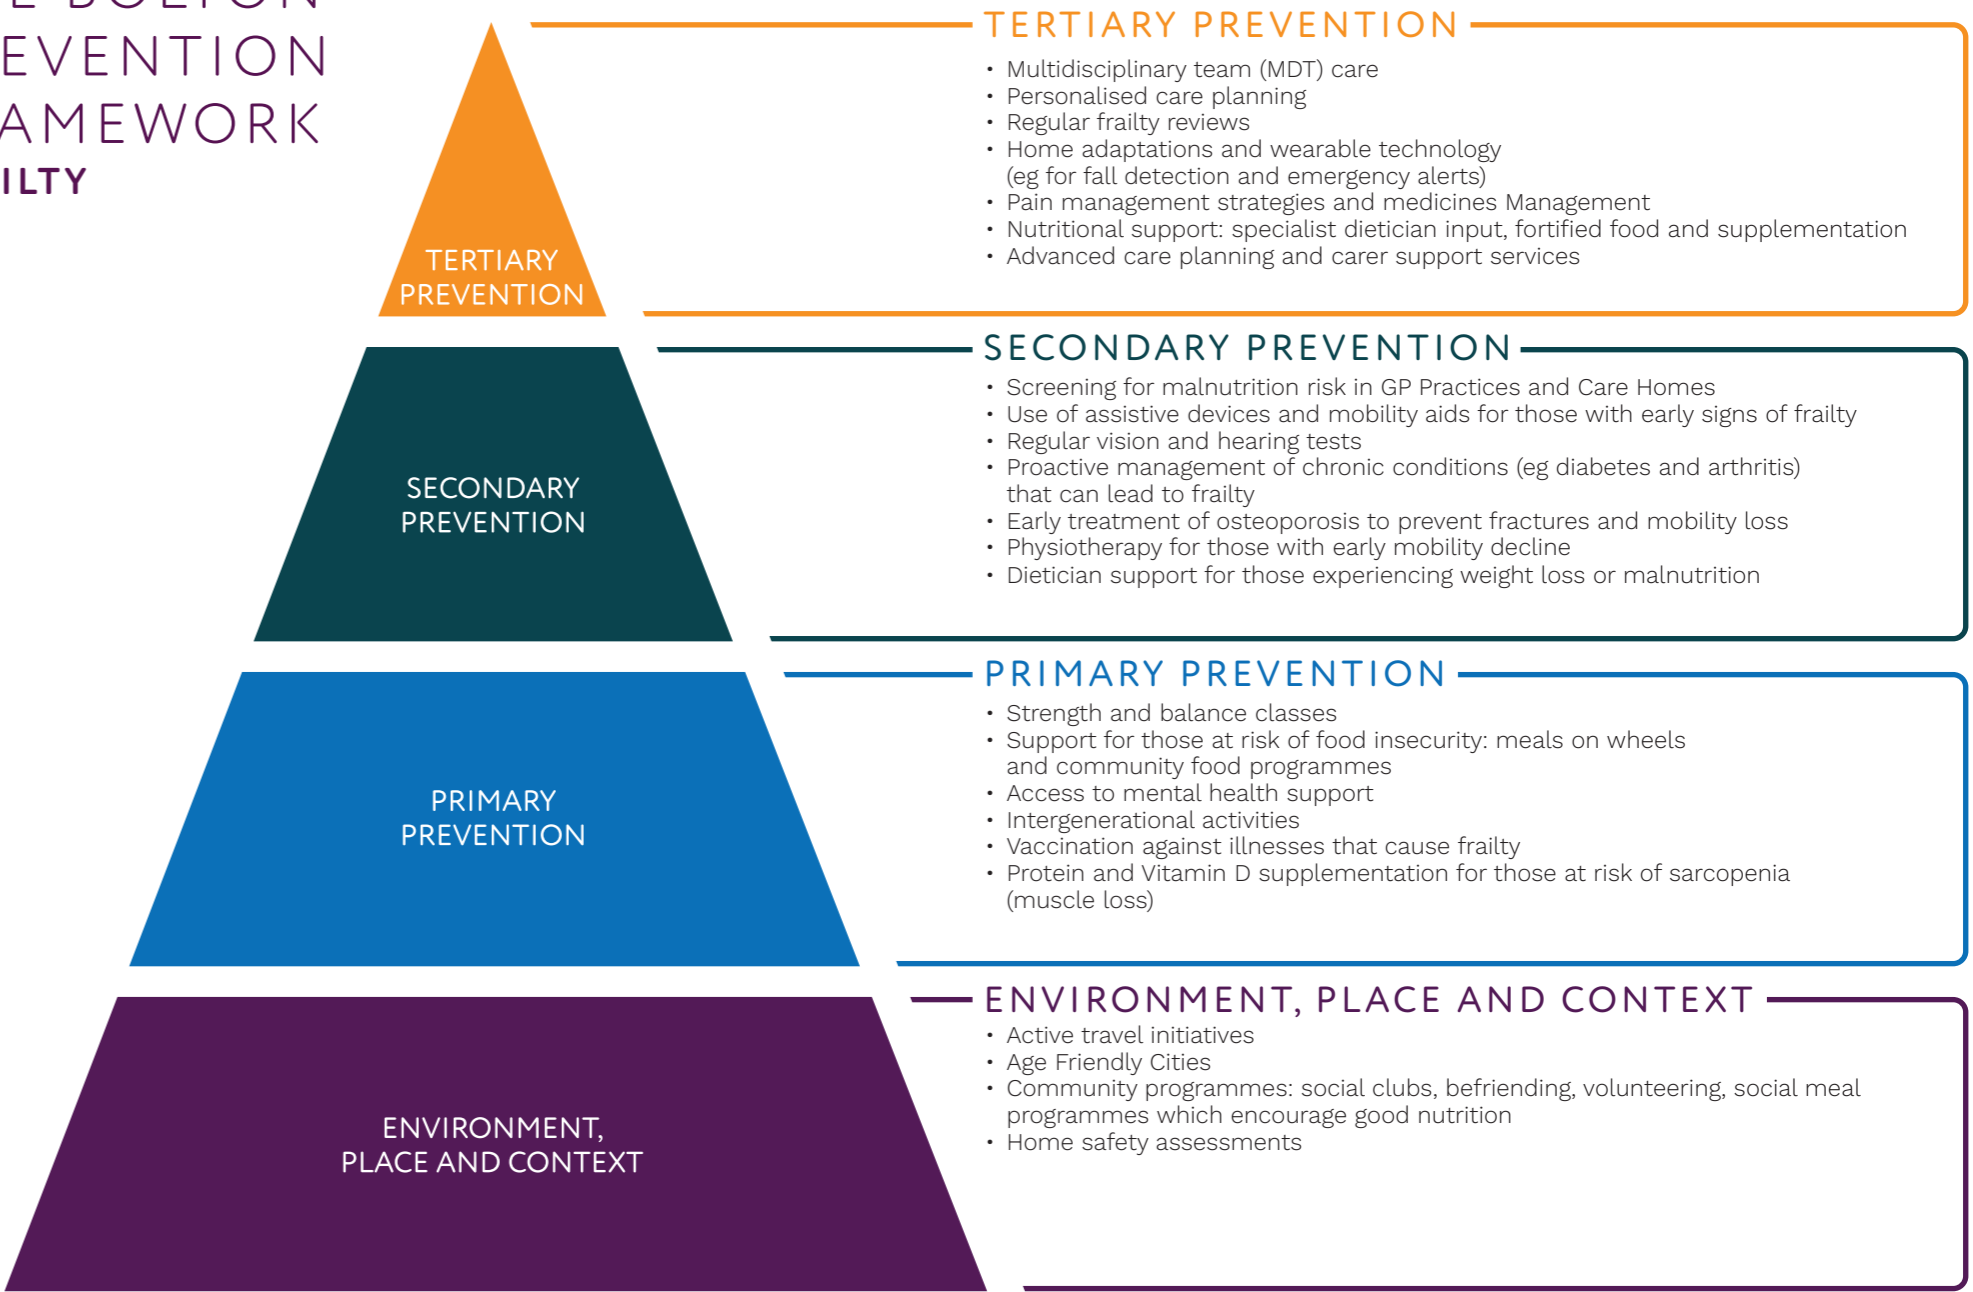 BOLTON
EVENTION
AMEWORK
ILTY
TERTIARY
PREVENTION
SECONDARY
PREVENTION
PRIMARY
PREVENTION
ENVIRONMENT,
PLACE AND CONTEXT
TERTIARY PREVENTION
• Multidisciplinary team (MDT) care
• Personalised care planning
• Regular frailty reviews
• Home adaptations and wearable technology
(eg for fall detection and emergency alerts)
• Pain management strategies and medicines Management
• Nutritional support: specialist dietician input, fortified food and supplementation
• Advanced care planning and carer support services
SECONDARY PREVENTION
• Screening for malnutrition risk in GP Practices and Care Homes
• Use of assistive devices and mobility aids for those with early signs of frailty
• Regular vision and hearing tests
• Proactive management of chronic conditions (eg diabetes and arthritis)
that can lead to frailty
• Early treatment of osteoporosis to prevent fractures and mobility loss
• Physiotherapy for those with early mobility decline
• Dietician support for those experiencing weight loss or malnutrition
PRIMARY PREVENTION
• Strength and balance classes
• Support for those at risk of food insecurity: meals on wheels
and community food programmes
• Access to mental health support
• Intergenerational activities
• Vaccination against illnesses that cause frailty
• Protein and Vitamin D supplementation for those at risk of sarcopenia
(muscle loss)
ENVIRONMENT, PLACE AND CONTEXT
• Active travel initiatives
• Age Friendly Cities
• Community programmes: social clubs, befriending, volunteering, social meal
programmes which encourage good nutrition
• Home safety assessments